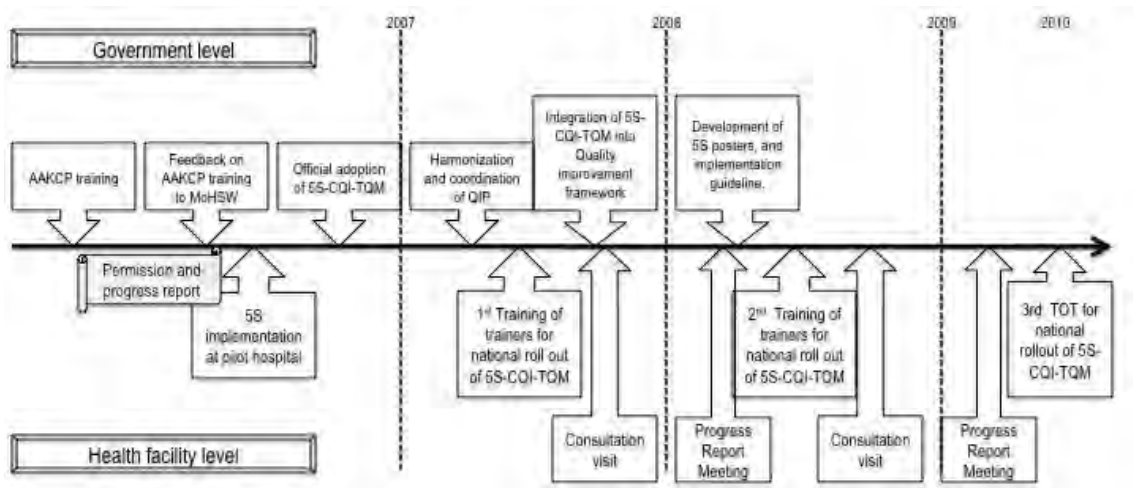 2007
2008
2009
2010
Government level
AAKCP training
Feedback on
AAKCP training
to MoHSW
Official adoption
of 5S-CQI-TQM
Harmonization
and coordination
of QIP
Integration of 5S-
CQI-TQM into
Quality
improvement
framework
Development of
5S posters, and
implementation
guideline.
Permission and
progress report
5S
implementation
at pilot hospital
1st Training of
trainers for
national roll out
of 5S-CQI-TQM
2nd Training of
trainers for
national roll out
of 5S-CQI-TQM
3rd TOT for
national
rollout of 5S-
CQI-TQM
Health facility level
Consultation
visit
Progress
Report
Meeting
Consultation
visit
Progress
Report
Meeting